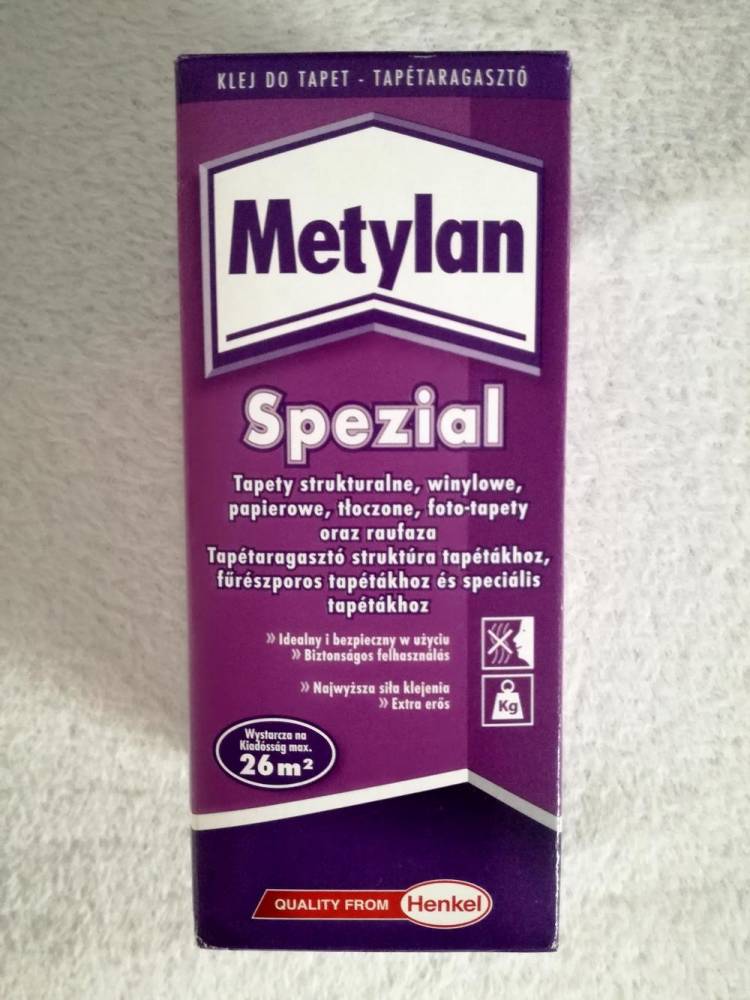 KLEJ DO TAPET - TAPÉTARAGASZTÓ
Metylan
Spezial
Tapety strukturalne, winylowe,
papierowe, tłoczone, foto-tapety
oraz raufaza
Tapétaragasztó struktúra tapétákhoz,
fűrészporos tapétákhoz és speciális
tapétákhoz
» Idealny i bezpieczny w użyciu
» Biztonságos felhasználás
» Najwyższa siła klejenia
» Extra erős
Kg
Wystarcza na
Kiadósság max.
26 m²
QUALITY FROM Henkel